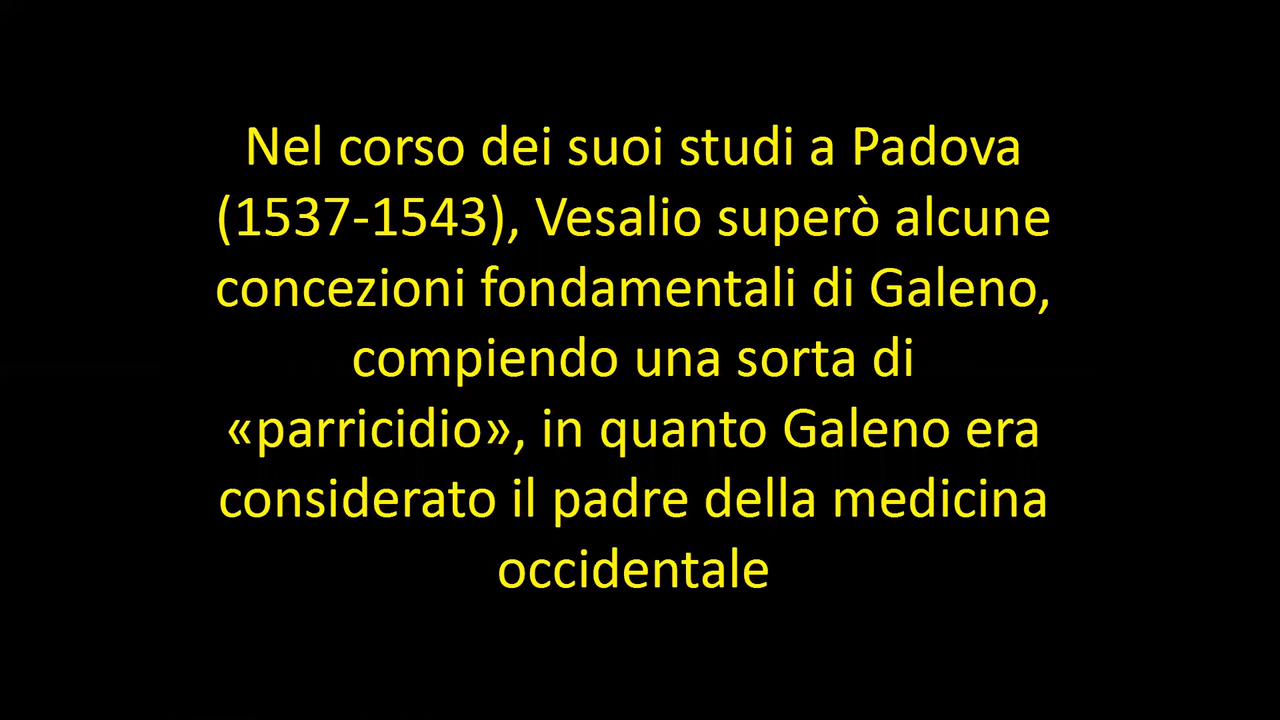 Nel corso dei suoi studi a Padova
(1537-1543), Vesalio superò alcune
concezioni fondamentali di Galeno,
compiendo una sorta di
«parricidio», in quanto Galeno era
considerato il padre della medicina
occidentale